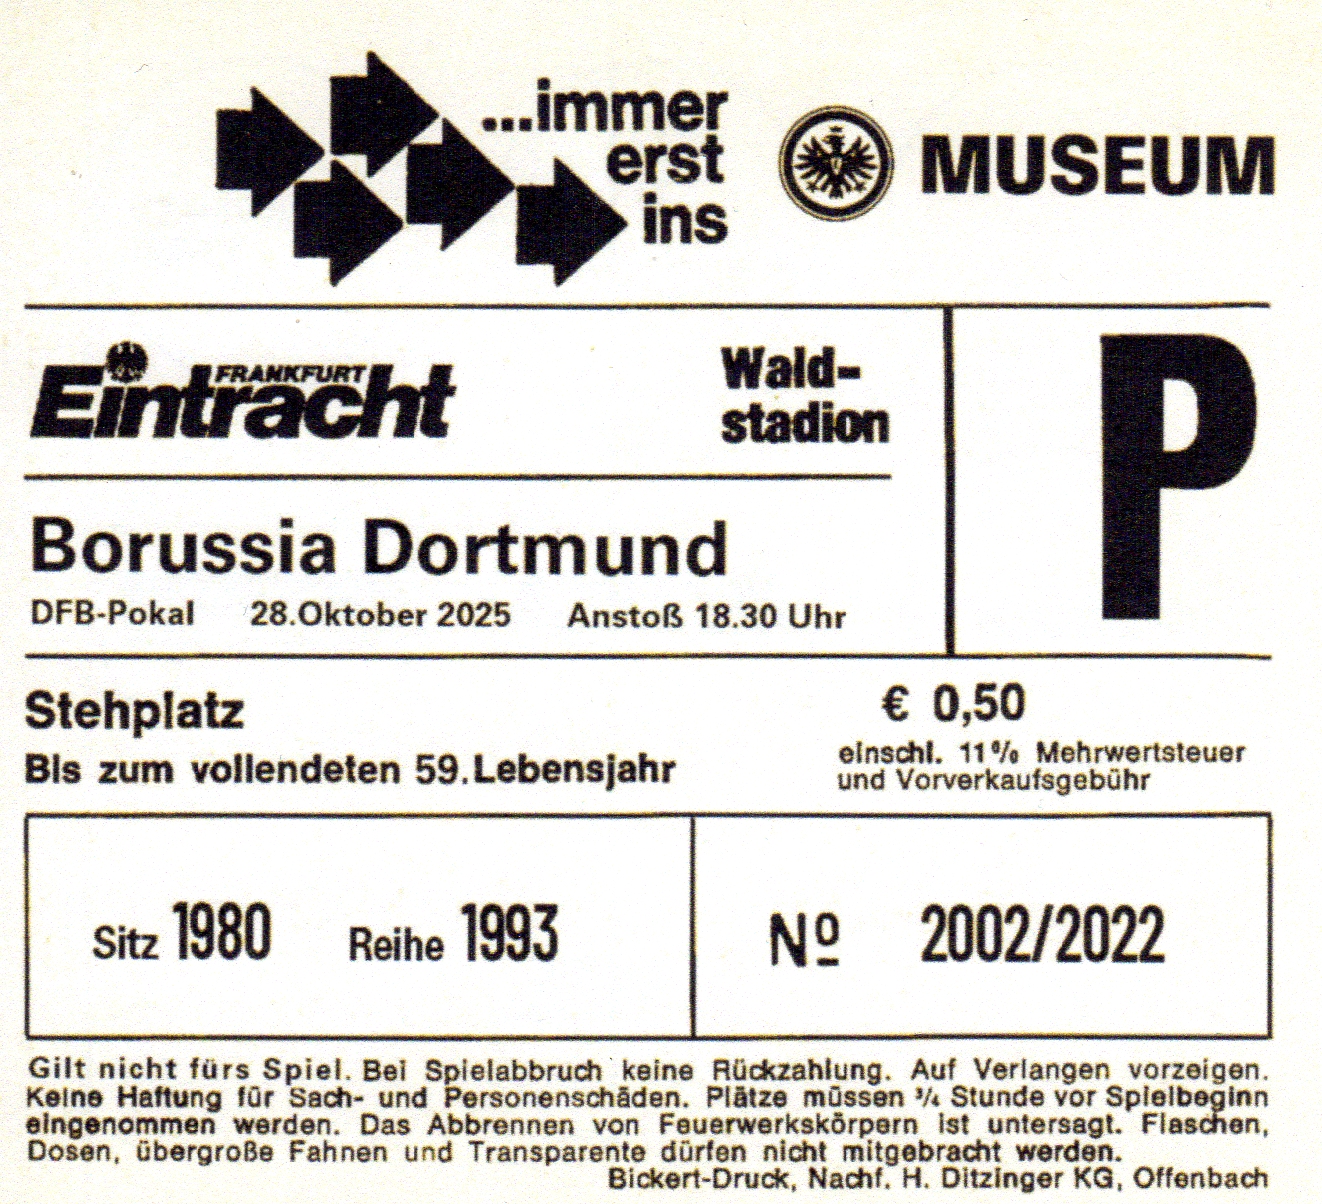 ...immer
erst
ins
MUSEUM
Eintracht
FRANKFURT
Wald-
stadion
P
Borussia Dortmund
DFB-Pokal 28.Oktober 2025 Anstoß 18.30 Uhr
Stehplatz
€ 0,50
Bis zum vollendeten 59.Lebensjahr
einschl. 11% Mehrwertsteuer
und Vorverkaufsgebühr
Sitz 1980 Reihe 1993
Nº 2002/2022
Gilt nicht fürs Spiel. Bei Spielabbruch keine Rückzahlung. Auf Verlangen vorzeigen.
Keine Haftung für Sach- und Personenschäden. Plätze müssen ¾ Stunde vor Spielbeginn
eingenommen werden. Das Abbrennen von Feuerwerkskörpern ist untersagt. Flaschen,
Dosen, übergroße Fahnen und Transparente dürfen nicht mitgebracht werden.
Bickert-Druck, Nachf. H. Ditzinger KG, Offenbach